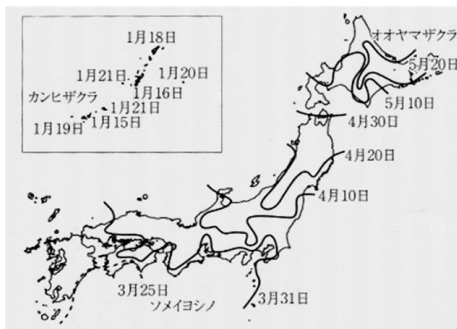 1月18日
1月21日
1月20日
1月16日
カンヒザクラ
1月21日
1月15日
1月19日
オオヤマザクラ
5月20日
5月10日
4月30日
4月20日
4月10日
3月25日
3月31日
ソメイヨシノ